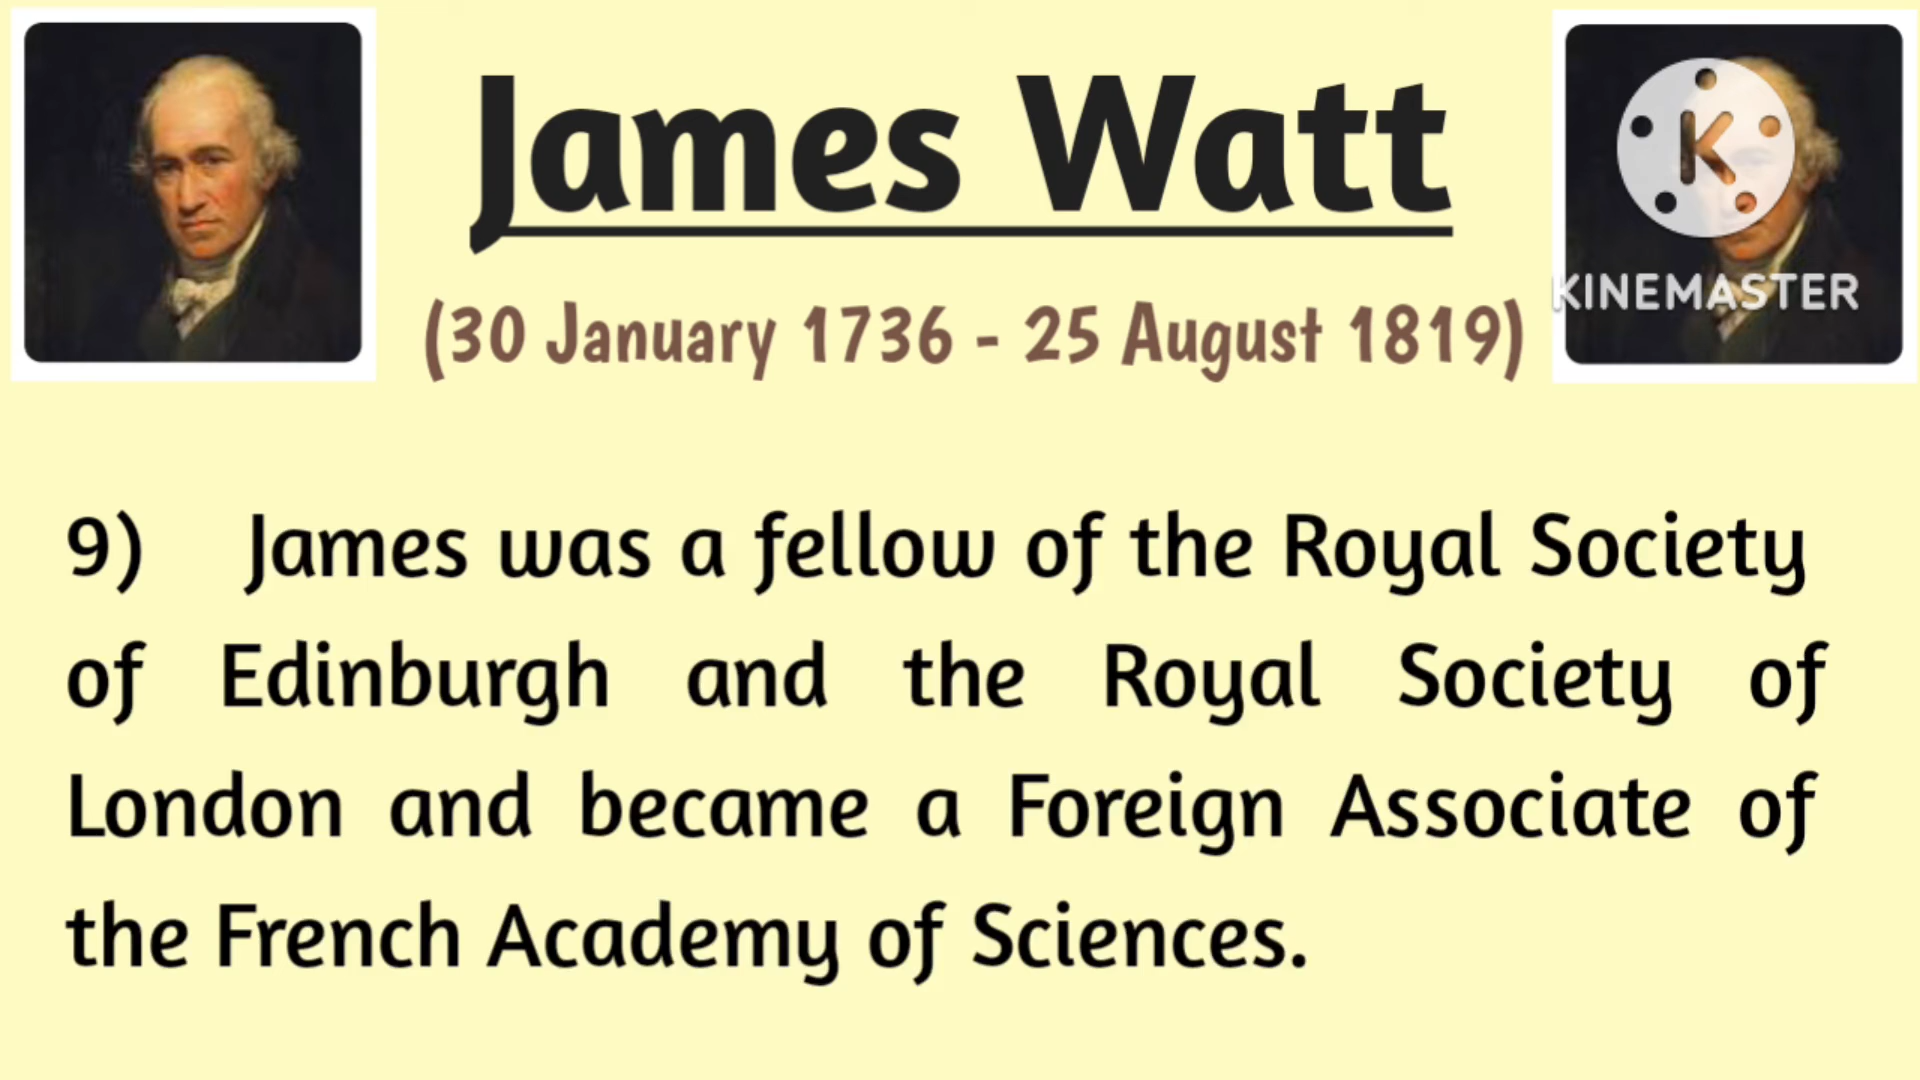 James Watt
(30 January 1736 - 25 August 1819)
K
KINEMASTER
9) James was a fellow of the Royal Society
of Edinburgh and the Royal Society of
London and became a Foreign Associate of
the French Academy of Sciences.